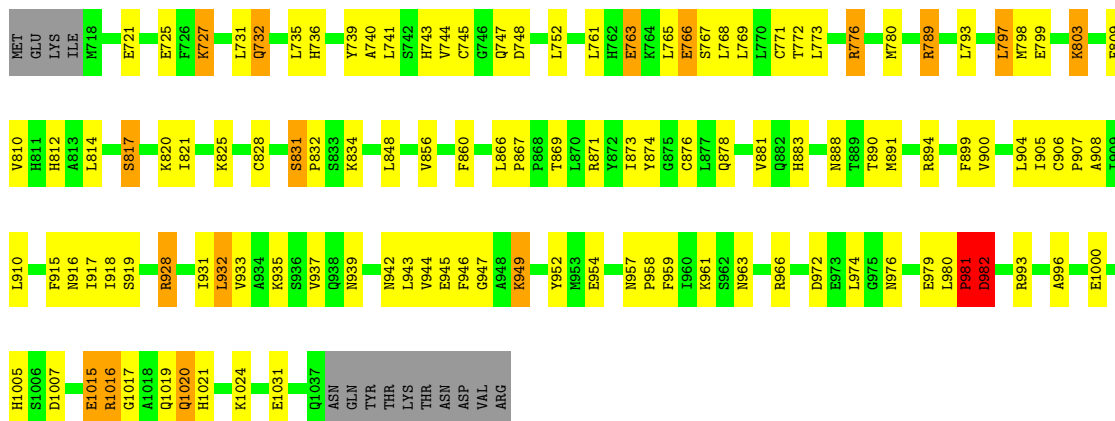 MET GLU LYS ILE M718 E721 E725 F726 K727 L731 Q732 L735 H736 Y739 A740 L741 S742 H743 V744 C745 G746 Q747 D748 L752 L761 H762 E763 K764 L765 E766 S767 L768 L769 L770 C771 T772 L773 R776 M780 R789 L793 L797 M798 E799 K803
V810 H811 H812 A813 L814 S817 K820 I821 K825 C828 S831 P832 S833 K834 L848 V856 F860 L866 P867 P868 T869 L870 R871 Y872 I873 Y874 G875 C876 L877 Q878 V881 Q882 H883 N888 T889 T890 M891 R894 F899 V900 L904 I905 C906 P907 A908
L910 F915 N916 I917 I918 S919 R928 I931 L932 V933 A934 K935 S936 V937 Q938 N939 N942 L943 V944 E945 F946 G947 A948 K949 Y952 M953 E954 N957 P958 F959 I960 K961 S962 N963 R966 D972 E973 L974 G975 N976 E979 L980 P981 D982 R993 A996 E1000
H1005 S1006 D1007 E1015 R1016 G1017 A1018 Q1019 Q1020 H1021 K1024 E1031 Q1037 ASN GLN TYR THR LYS THR ASN ASP VAL ARG